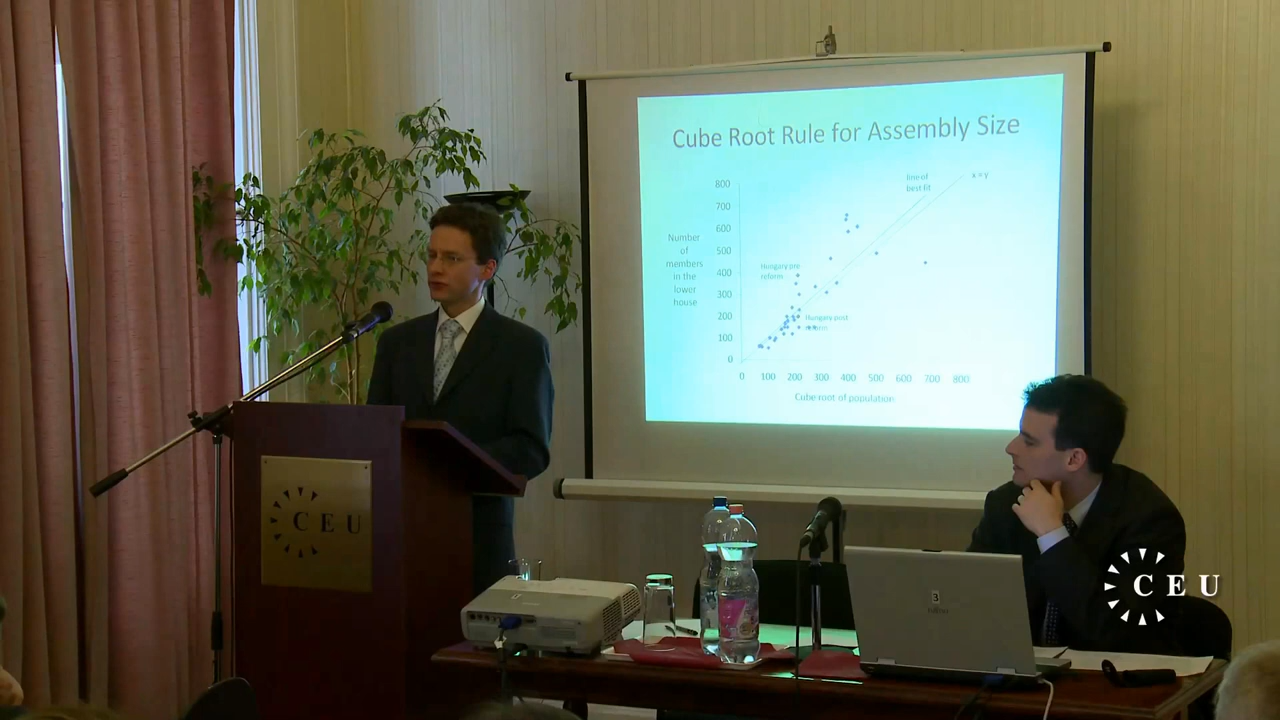 Cube Root Rule for Assembly Size
800
700
600
500
400
300
200
100
0
Number
of
members
in the
lower
house
line of
best fit
x = y
Hungary pre
reform
Hungary post
0 100 200 300 400 500 600 700 800
Cube root of population
CEU
3
CEU